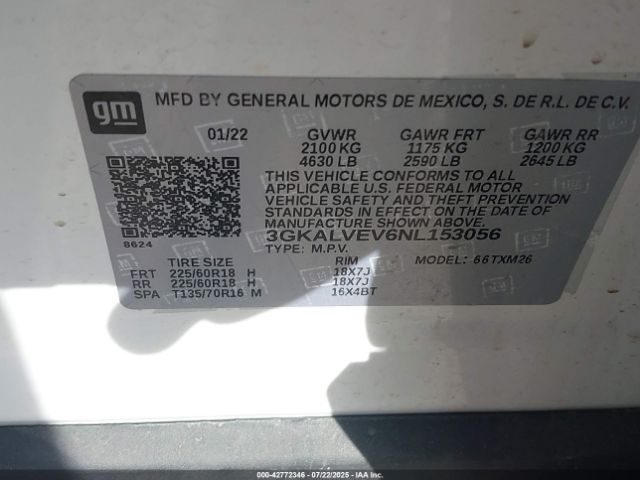 gm
MFD BY GENERAL MOTORS DE MEXICO, S. DE R.L. DE C.V.
01/22 GVWR GAWR FRT GAWR RR
2100 KG 1175 KG 1200 KG
4630 LB 2590 LB 2645 LB
THIS VEHICLE CONFORMS TO ALL
APPLICABLE U.S. FEDERAL MOTOR
VEHICLE SAFETY AND THEFT PREVENTION
STANDARDS IN EFFECT ON THE DATE OF
MANUFACTURE SHOWN ABOVE.
8624 3GKALVEV6NL153056
TYPE: M.P.V. MODEL: 66TXM26
TIRE SIZE RIM
FRT 225/60R18 H 18X7J
RR 225/60R18 H 18X7J
SPA T135/70R16 M 16X4BT
000-42772346 07/22/2025 IAAI.COM